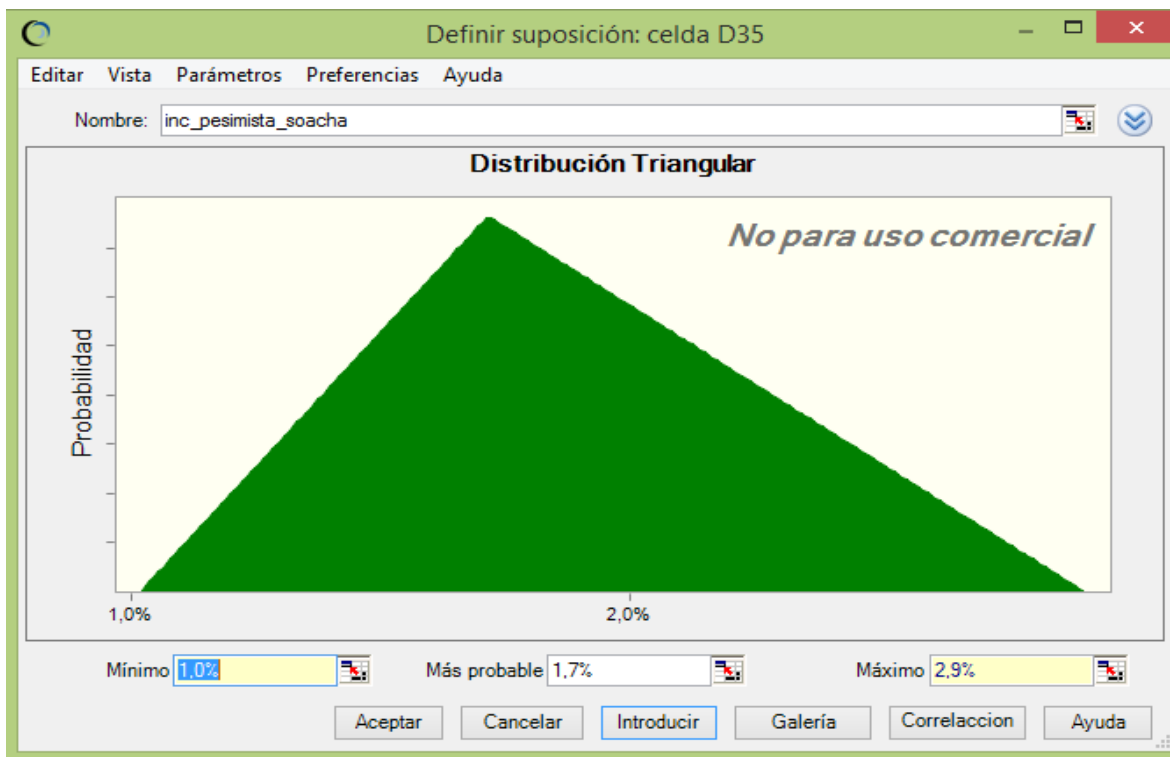 Definir suposición: celda D35
Editar Vista Parámetros Preferencias Ayuda
Nombre: inc_pesimista_soacha
Distribución Triangular
No para uso comercial
Probabilidad
1,0% 2,0%
Mínimo 1,0% Más probable 1,7% Máximo 2,9%
Aceptar Cancelar Introducir Galería Correlaccion Ayuda